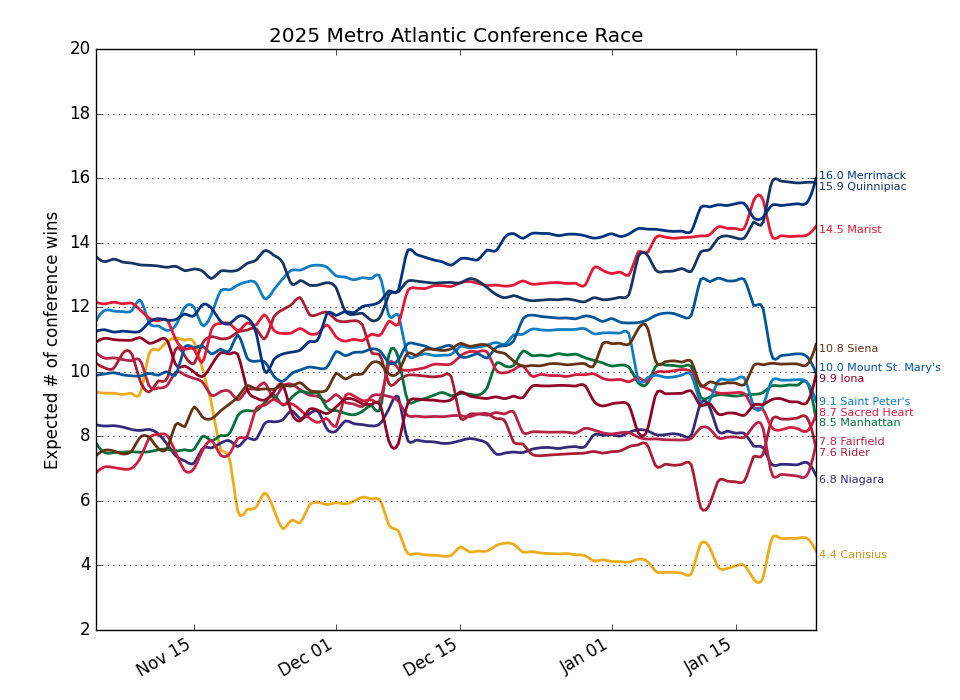 2025 Metro Atlantic Conference Race
Expected # of conference wins
20
18
16
14
12
10
8
6
4
2
Nov 15
Dec 01
Dec 15
Jan 01
Jan 15
16.0 Merrimack
15.9 Quinnipiac
14.5 Marist
10.8 Siena
10.0 Mount St. Mary's
9.9 Iona
9.1 Saint Peter's
8.7 Sacred Heart
8.5 Manhattan
7.8 Fairfield
7.6 Rider
6.8 Niagara
4.4 Canisius